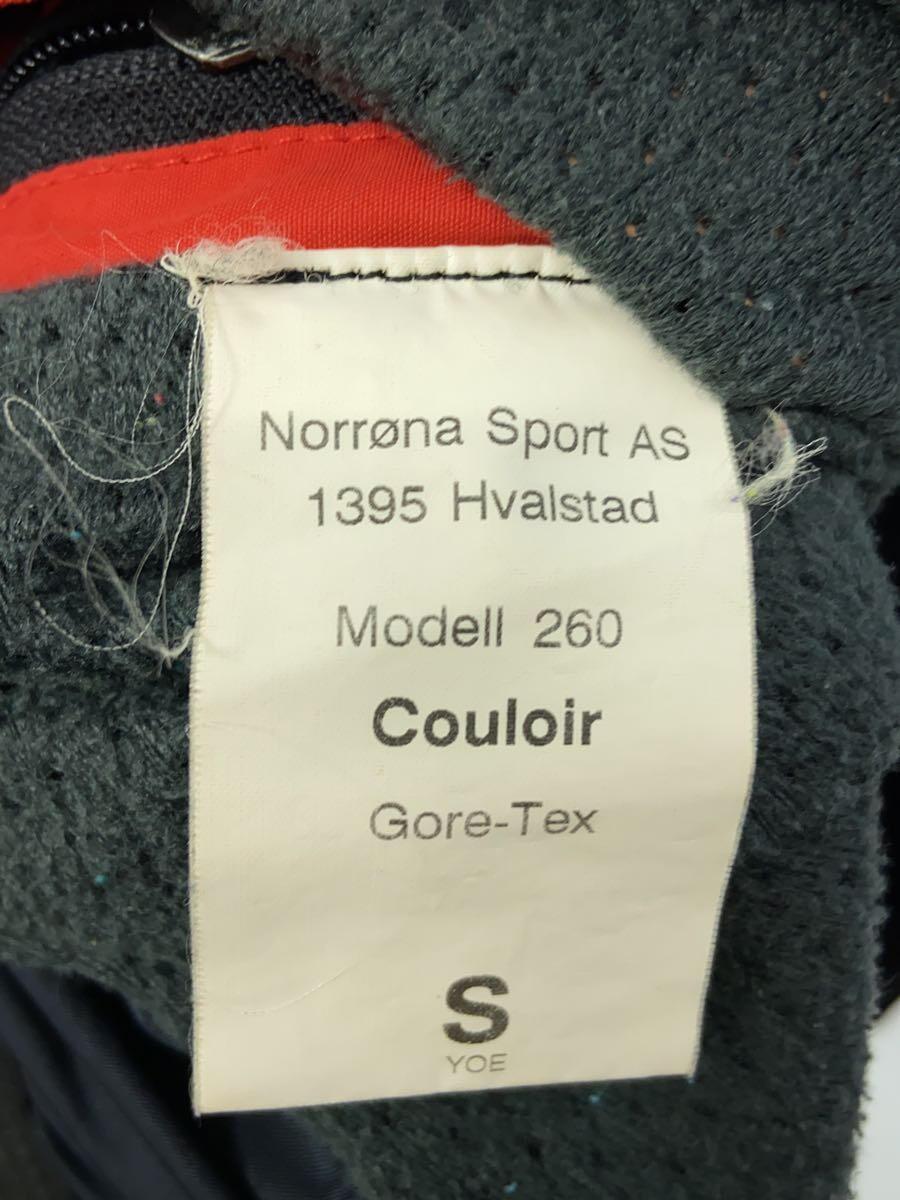 Norrøna Sport AS
1395 Hvalstad
Modell 260
Couloir
Gore-Tex
S
YOE